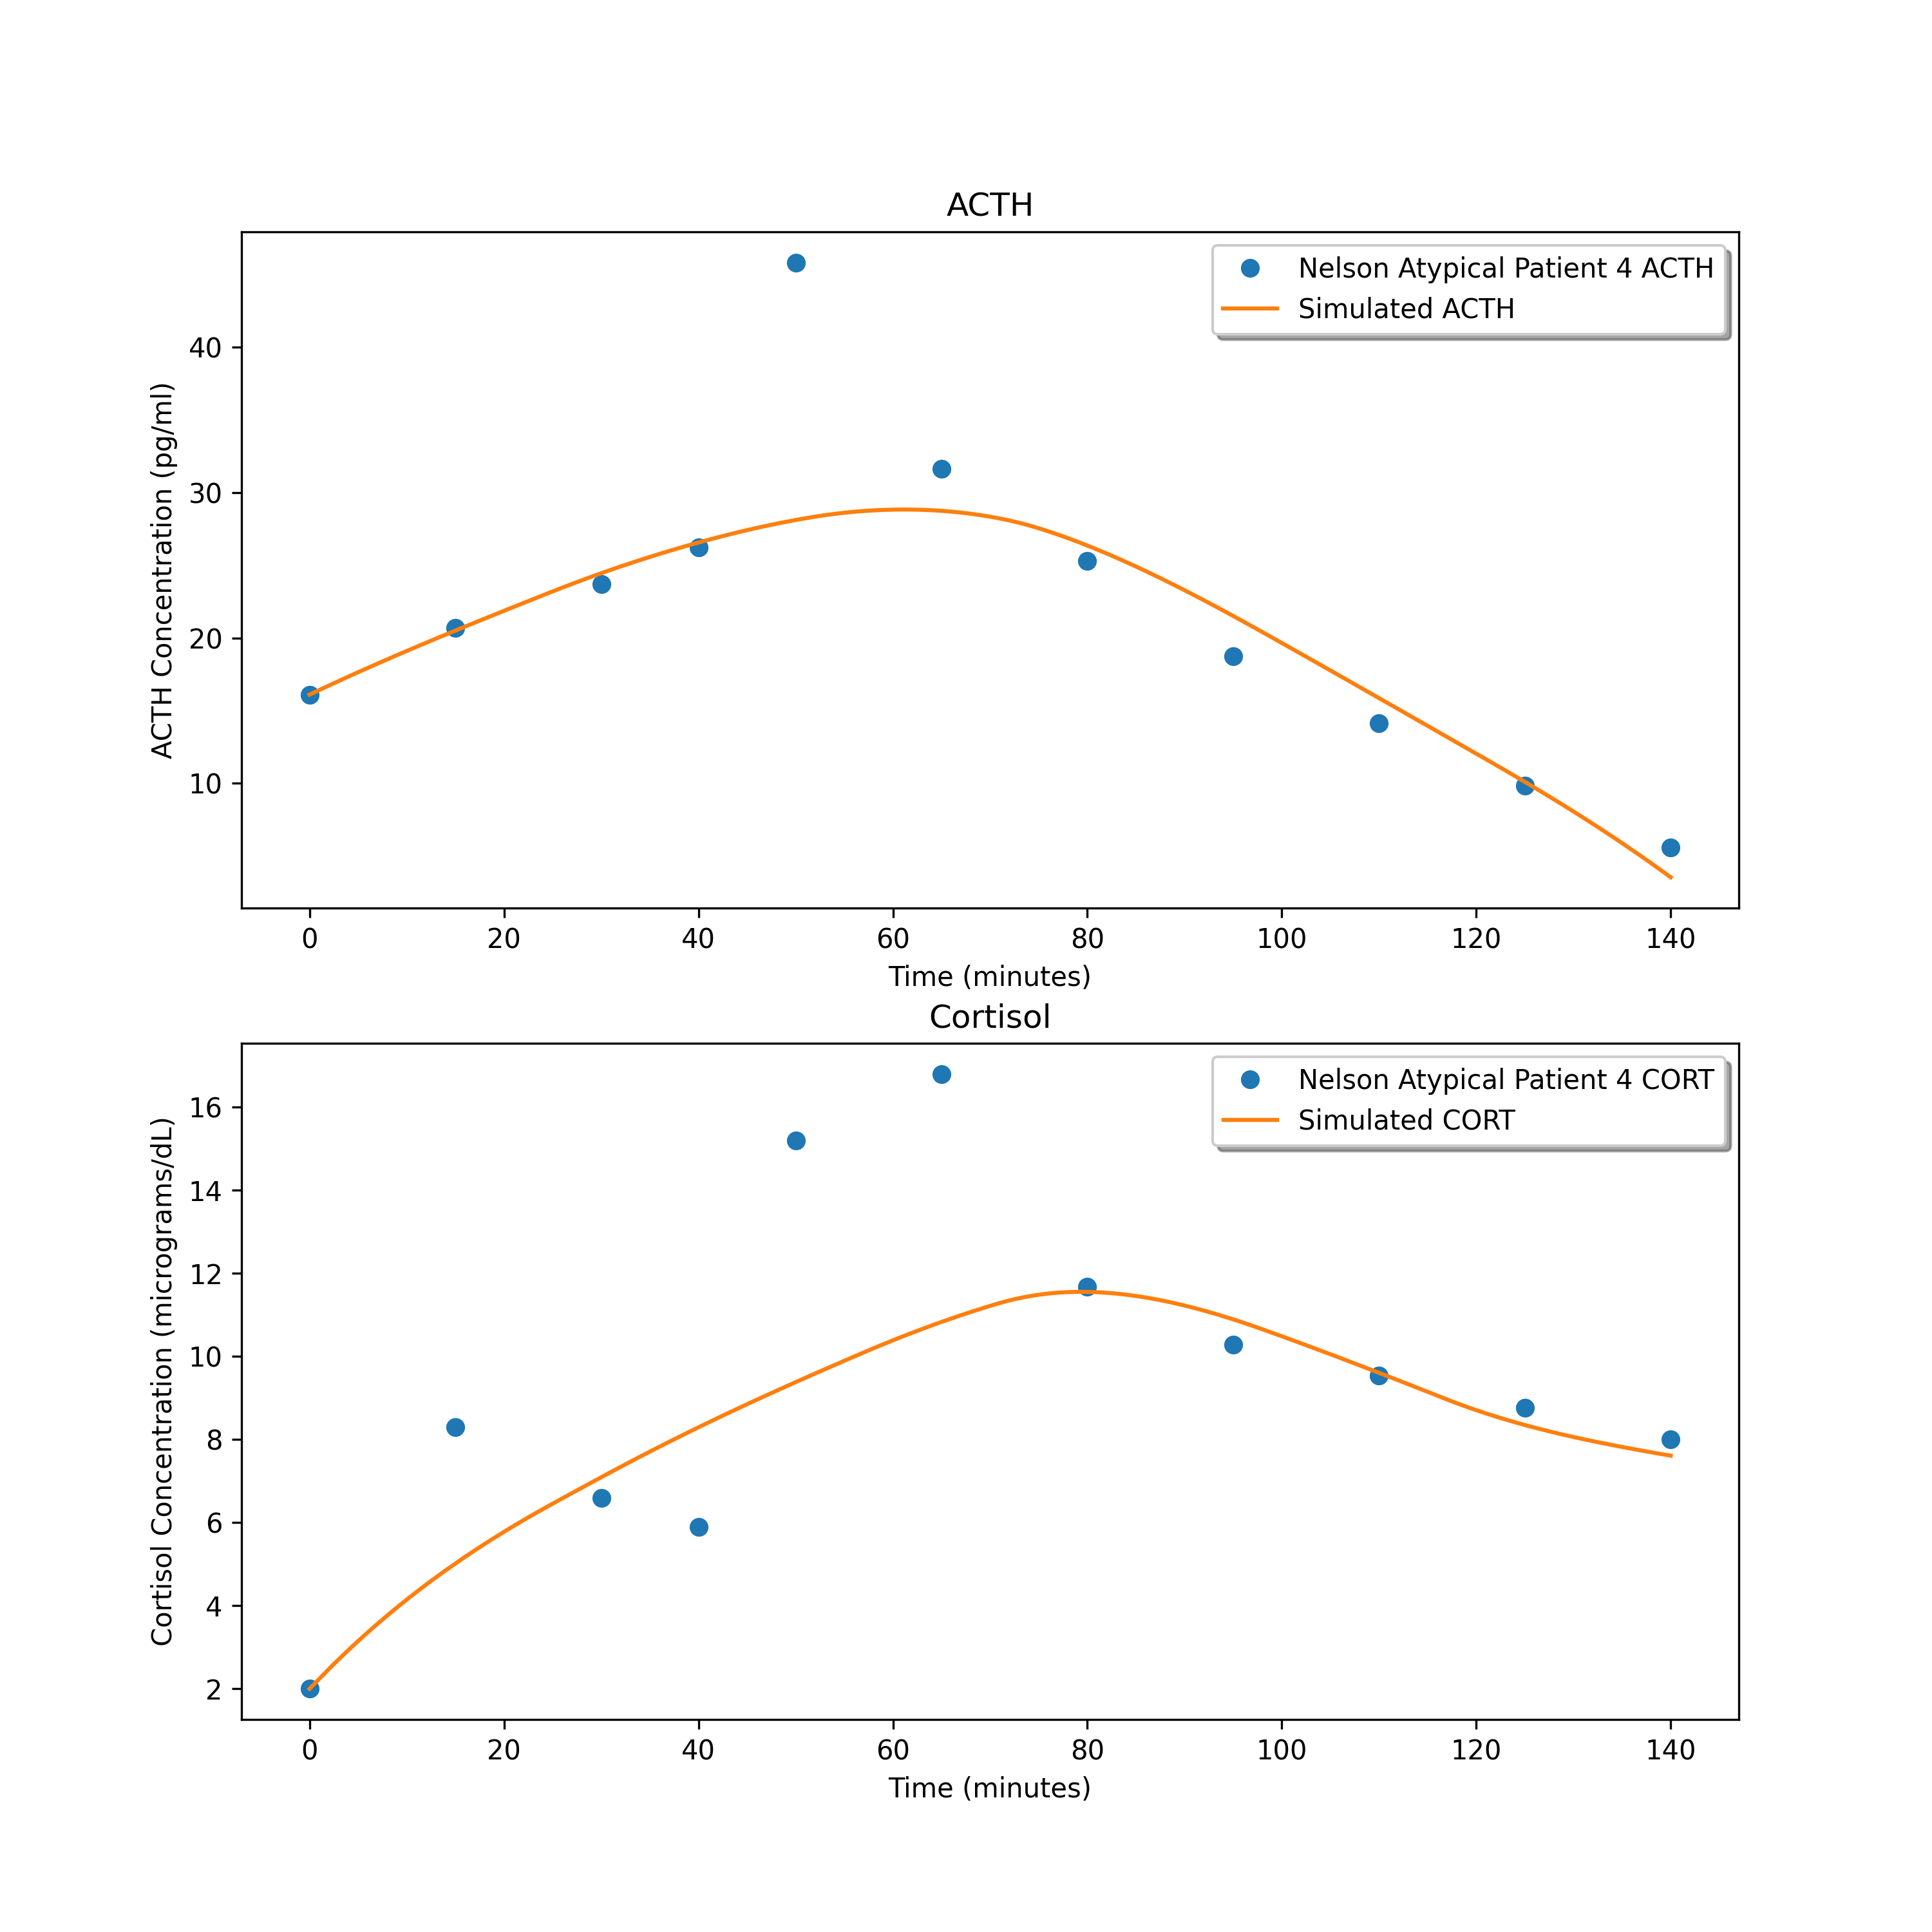 ACTH
Nelson Atypical Patient 4 ACTH
Simulated ACTH
ACTH Concentration (pg/ml)
40
30
20
10
0 20 40 60 80 100 120 140
Time (minutes)
Cortisol
Nelson Atypical Patient 4 CORT
Simulated CORT
Cortisol Concentration (micrograms/dL)
16
14
12
10
8
6
4
2
0 20 40 60 80 100 120 140
Time (minutes)